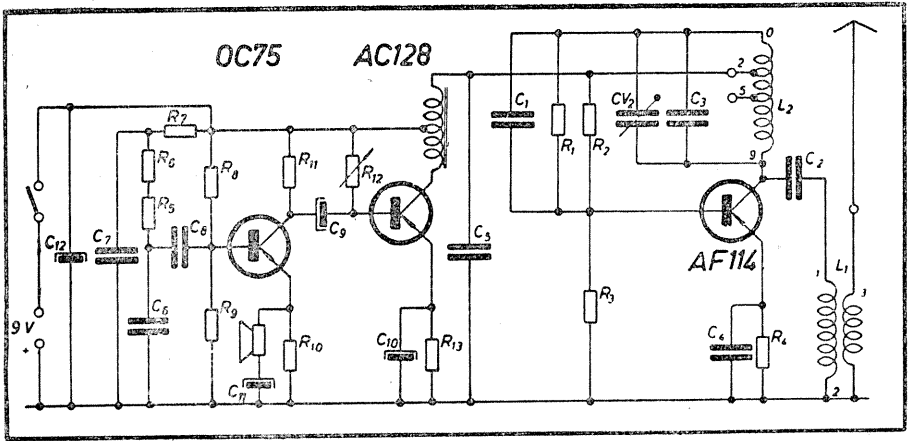 OC75
AC128
AF114
9V
+
C12
C7
R7
R6
R5
C8
C6
R8
R9
R11
R12
C9
R10
C11
C10
R13
C5
C1
R1
R2
CV2
C3
0
2
5
9
L2
C2
R3
C4
R4
1
L1
3
2